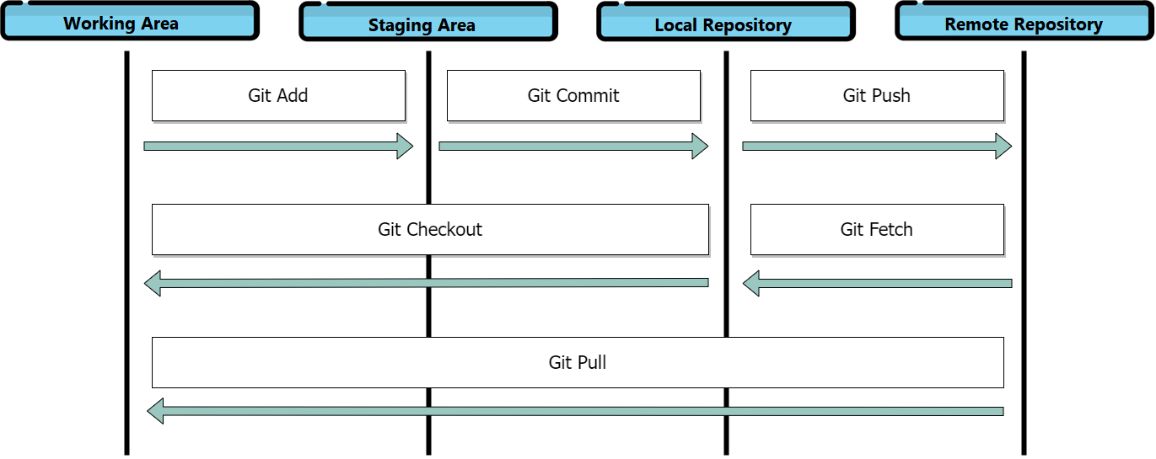 Working Area
Staging Area
Local Repository
Remote Repository
Git Add
Git Commit
Git Push
Git Checkout
Git Fetch
Git Pull